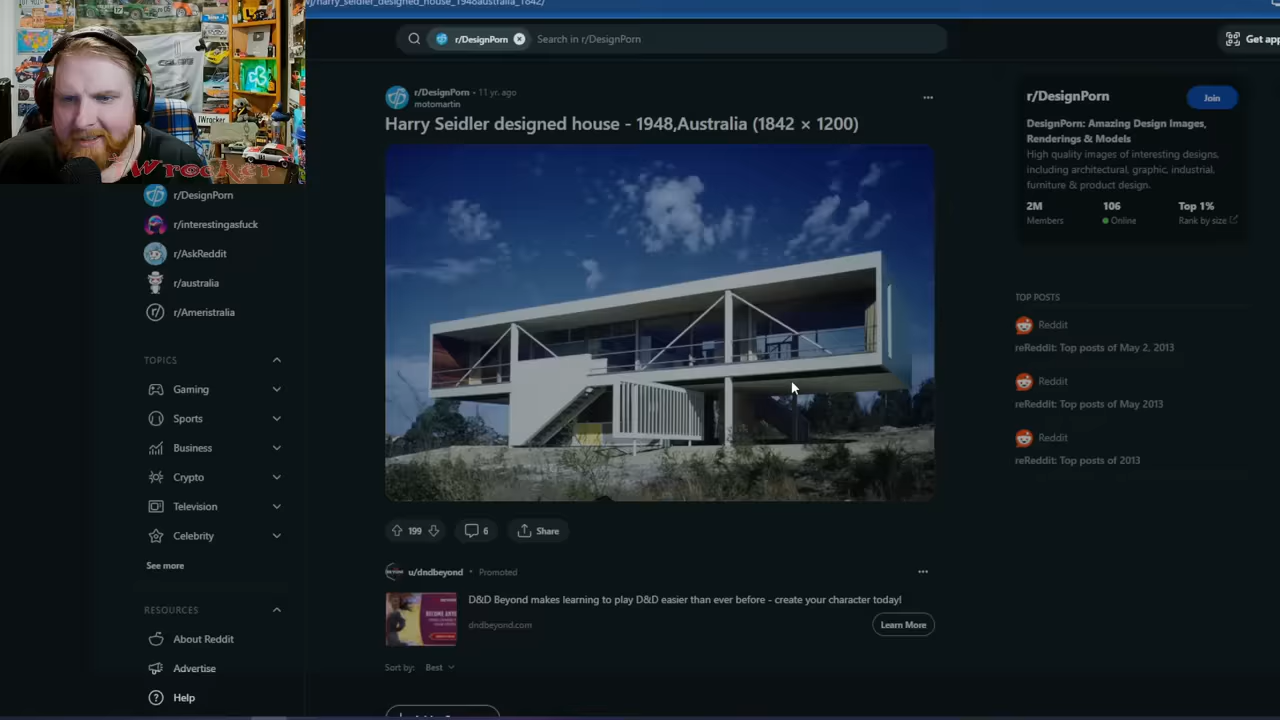 vj/harry_seidler_designed_house_1948australia_1842/
r/DesignPorn
Search in r/DesignPorn
Get app
IWrocker
IWrocker
r/DesignPorn • 11 yr. ago
motomartin
Harry Seidler designed house - 1948,Australia (1842 × 1200)
r/DesignPorn
r/interestingasfuck
r/AskReddit
r/australia
r/Ameristralia
TOPICS
Gaming
Sports
Business
Crypto
Television
Celebrity
See more
RESOURCES
About Reddit
Advertise
Help
199
6
Share
u/dndbeyond • Promoted
D&D Beyond makes learning to play D&D easier than ever before - create your character today!
dndbeyond.com
Learn More
Sort by: Best
r/DesignPorn
Join
DesignPorn: Amazing Design Images,
Renderings & Models
High quality images of interesting designs,
including architectural, graphic, industrial,
furniture & product design.
2M
106
Top 1%
Members
Online
Rank by size
TOP POSTS
Reddit
reReddit: Top posts of May 2, 2013
Reddit
reReddit: Top posts of May 2013
Reddit
reReddit: Top posts of 2013